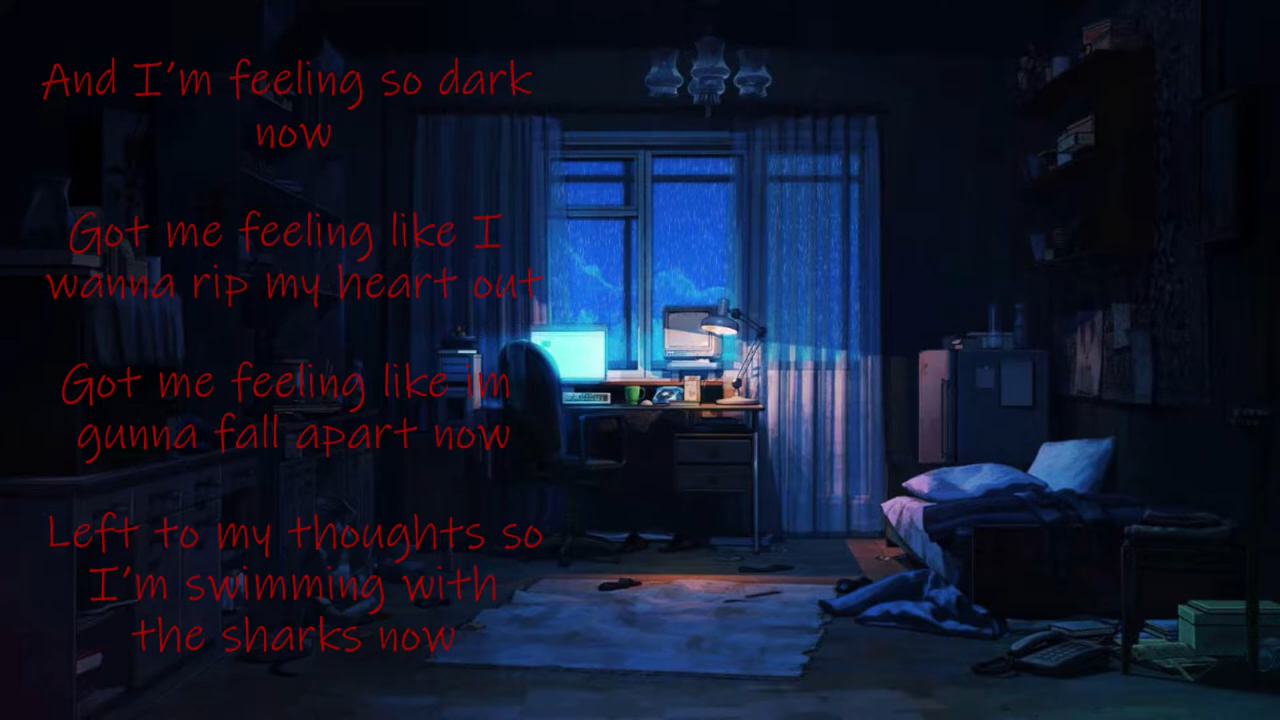 And I'm feeling so dark
now
Got me feeling like I
wanna rip my heart out
Got me feeling like im
gunna fall apart now
Left to my thoughts so
I'm swimming with
the sharks now